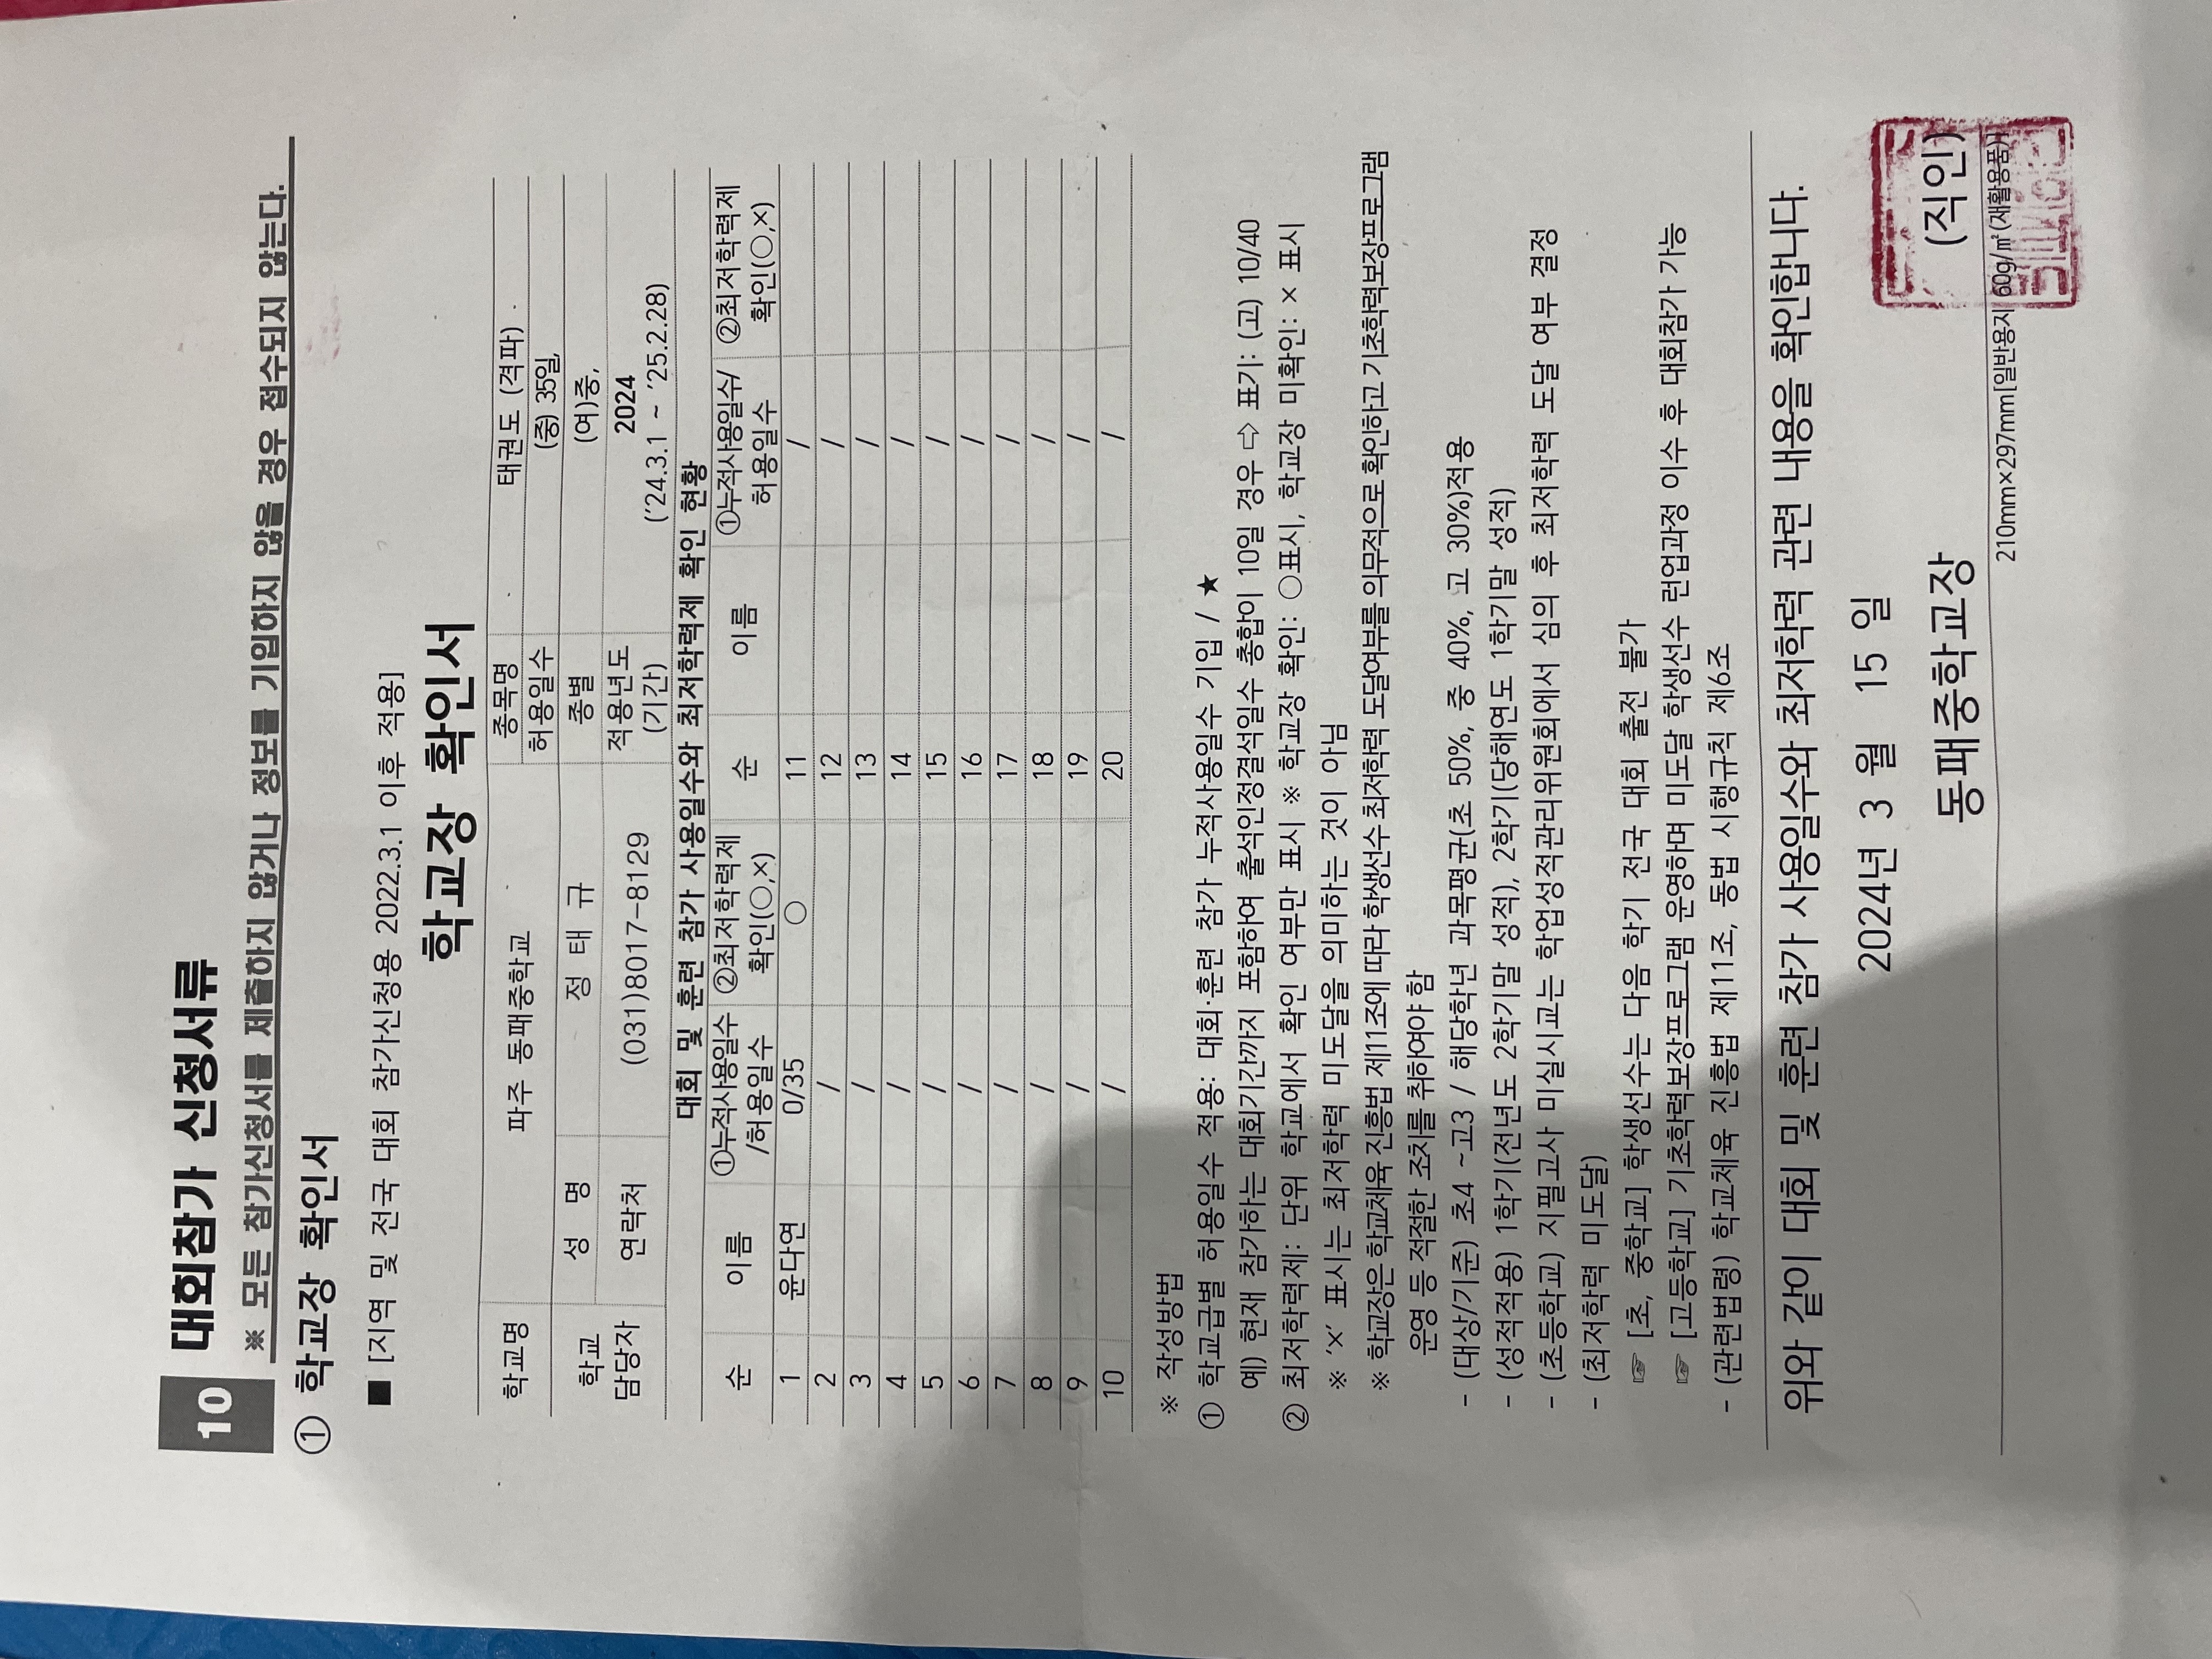 10 대회참가 신청서류
※ 모든 참가신청서를 제출하지 않거나 정보를 기입하지 않을 경우 접수되지 않는다.
① 학교장 확인서
■ [지역 및 전국 대회 참가신청용 2022.3.1 이후 적용]
학교장 확인서
학교명 파주 동패중학교 종목명 태권도 (격파)
허용일수 (중) 35일,
학교 담당자 성 명 정 태 규 종별 (여)중,
연락처 (031)8017-8129 적용년도 (기간) 2024 ('24.3.1 ~ '25.2.28)
대회 및 훈련 참가 사용일수와 최저학력제 확인 현황
순 이름 ①누적사용일수/허용일수 ②최저학력제 확인(○,×) 순 이름 ①누적사용일수/허용일수 ②최저학력제 확인(○,×)
1 윤다연 0/35 ○ 11 /
2 / 12 /
3 / 13 /
4 / 14 /
5 / 15 /
6 / 16 /
7 / 17 /
8 / 18 /
9 / 19 /
10 / 20 /
※ 작성방법
① 학교급별 허용일수 적용: 대회·훈련 참가 누적사용일수 기입 / ★
예) 현재 참가하는 대회기간까지 포함하여 출석인정결석일수 총합이 10일 경우 ⇨ 표기: (고) 10/40
② 최저학력제: 단위 학교에서 확인 여부만 표시 ※ 학교장 확인: ○표시, 학교장 미확인: × 표시
※ '×' 표시는 최저학력 미도달을 의미하는 것이 아님
※ 학교장은 학교체육 진흥법 제11조에 따라 학생선수 최저학력 도달여부를 의무적으로 확인하고 기초학력보장프로그램
운영 등 적절한 조치를 취하여야 함
- (대상/기준) 초4 ~고3 / 해당학년 과목평균(초 50%, 중 40%, 고 30%)적용
- (성적적용) 1학기(전년도 2학기말 성적), 2학기(당해연도 1학기말 성적)
- (초등학교) 지필고사 미실시교는 학업성적관리위원회에서 심의 후 최저학력 도달 여부 결정
- (최저학력 미도달)
☞ [초, 중학교] 학생선수는 다음 학기 전국 대회 출전 불가
☞ [고등학교] 기초학력보장프로그램 운영하며 미도달 학생선수 런업과정 이수 후 대회참가 가능
- (관련법령) 학교체육 진흥법 제11조, 동법 시행규칙 제6조
위와 같이 대회 및 훈련 참가 사용일수와 최저학력 관련 내용을 확인합니다.
2024년 3 월 15 일
동패중학교장 (직인)
210mm×297mm[일반용지 60g/㎡(재활용품)]